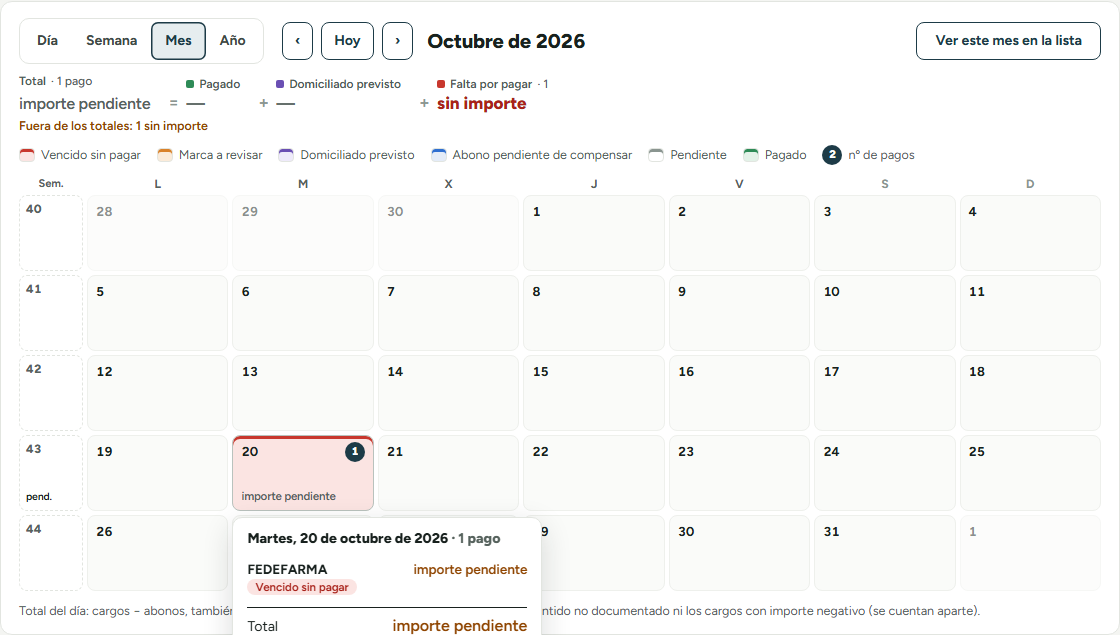 Día Semana Mes Año ‹ Hoy › Octubre de 2026 Ver este mes en la lista
Total · 1 pago Pagado Domiciliado previsto Falta por pagar · 1
importe pendiente = — + — + sin importe
Fuera de los totales: 1 sin importe
Vencido sin pagar Marca a revisar Domiciliado previsto Abono pendiente de compensar Pendiente Pagado 2 nº de pagos
Sem. L M X J V S D
40 28 29 30 1 2 3 4
41 5 6 7 8 9 10 11
42 12 13 14 15 16 17 18
43 19 20 1 21 22 23 24 25
pend. importe pendiente
44 26 9 30 31 1
Martes, 20 de octubre de 2026 · 1 pago
FEDEFARMA importe pendiente
Vencido sin pagar
Total importe pendiente
Total del día: cargos − abonos, no documentado ni los cargos con importe negativo (se cuentan aparte).